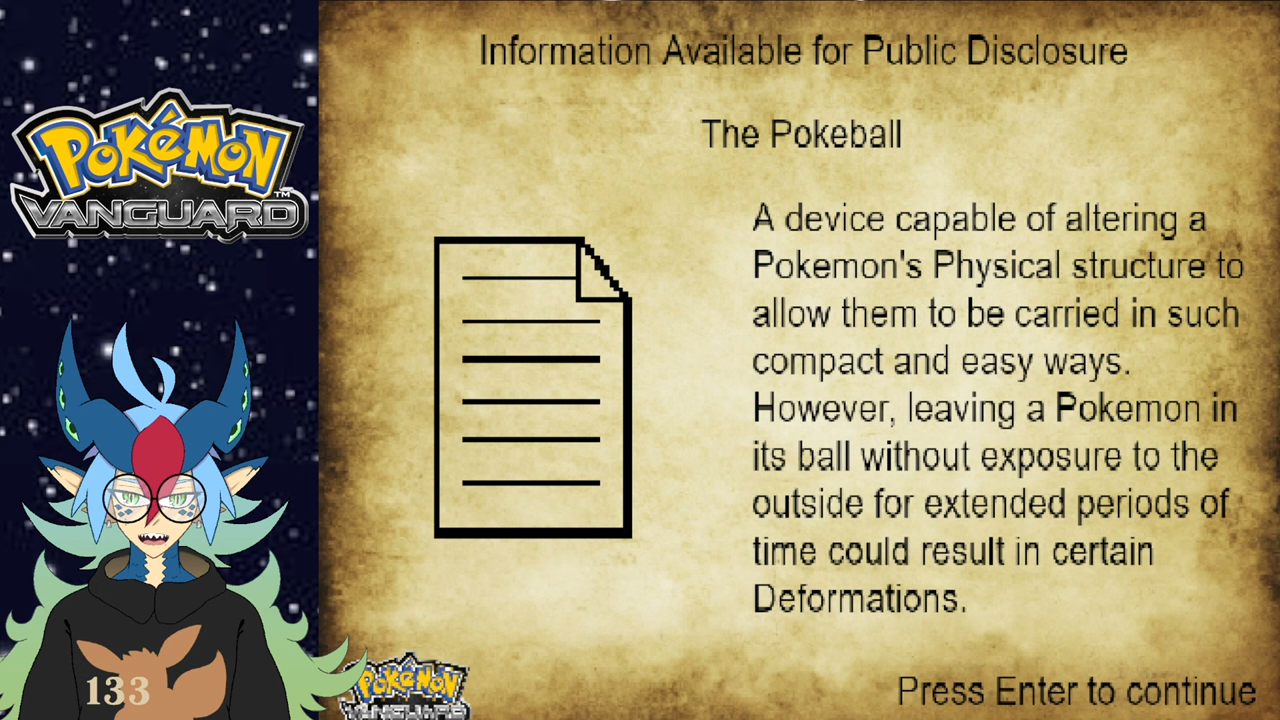 Information Available for Public Disclosure
The Pokeball
POKéMON
VANGUARD™
A device capable of altering a
Pokemon's Physical structure to
allow them to be carried in such
compact and easy ways.
However, leaving a Pokemon in
its ball without exposure to the
outside for extended periods of
time could result in certain
Deformations.
133
POKéMON
VANGUARD
Press Enter to continue